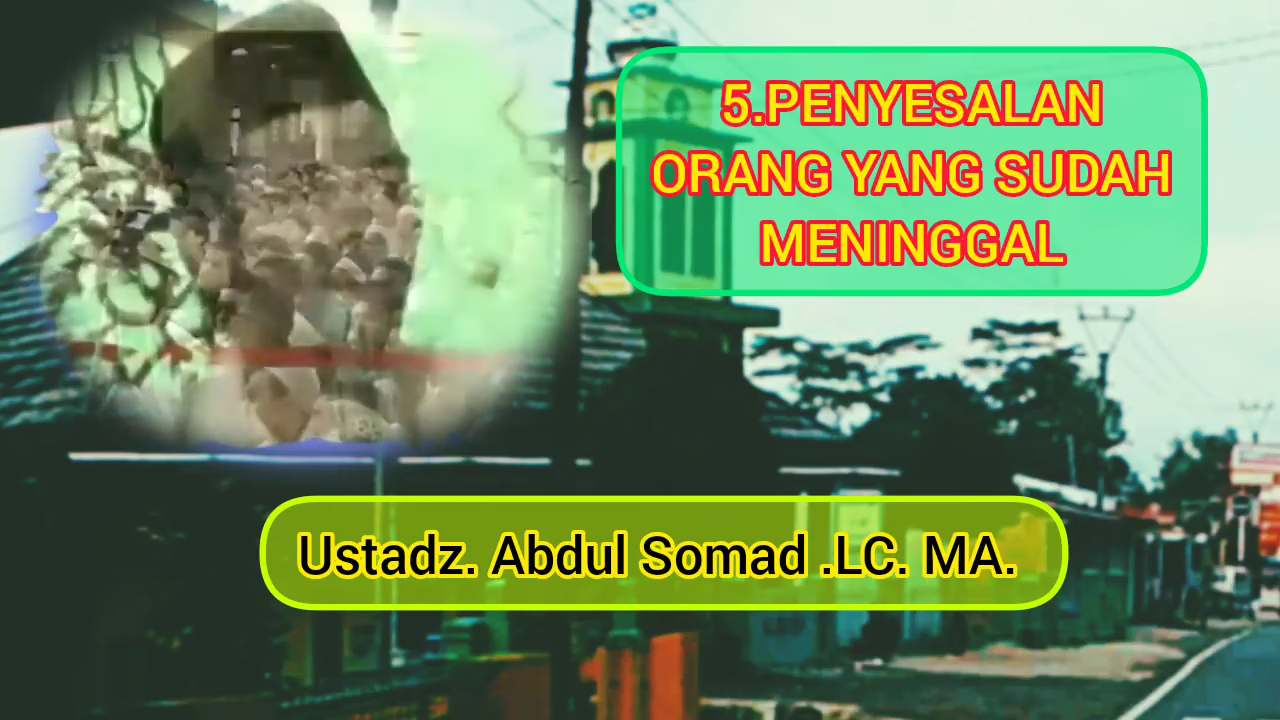 5.PENYESALAN
ORANG YANG SUDAH
MENINGGAL
Ustadz. Abdul Somad .LC. MA.